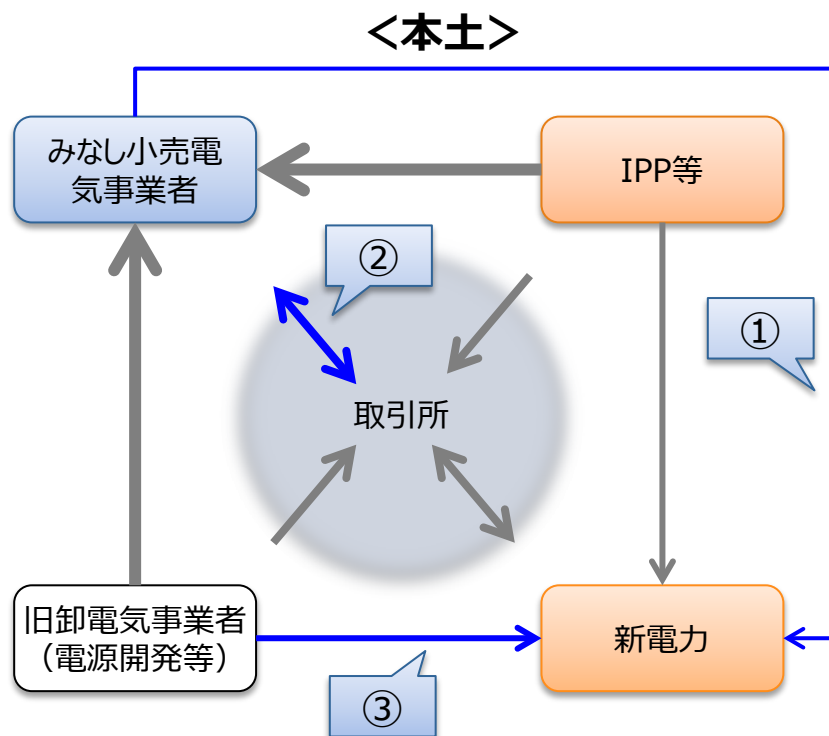 ＜本土＞
みなし小売電
気事業者
IPP等
②
①
取引所
旧卸電気事業者
（電源開発等）
新電力
③